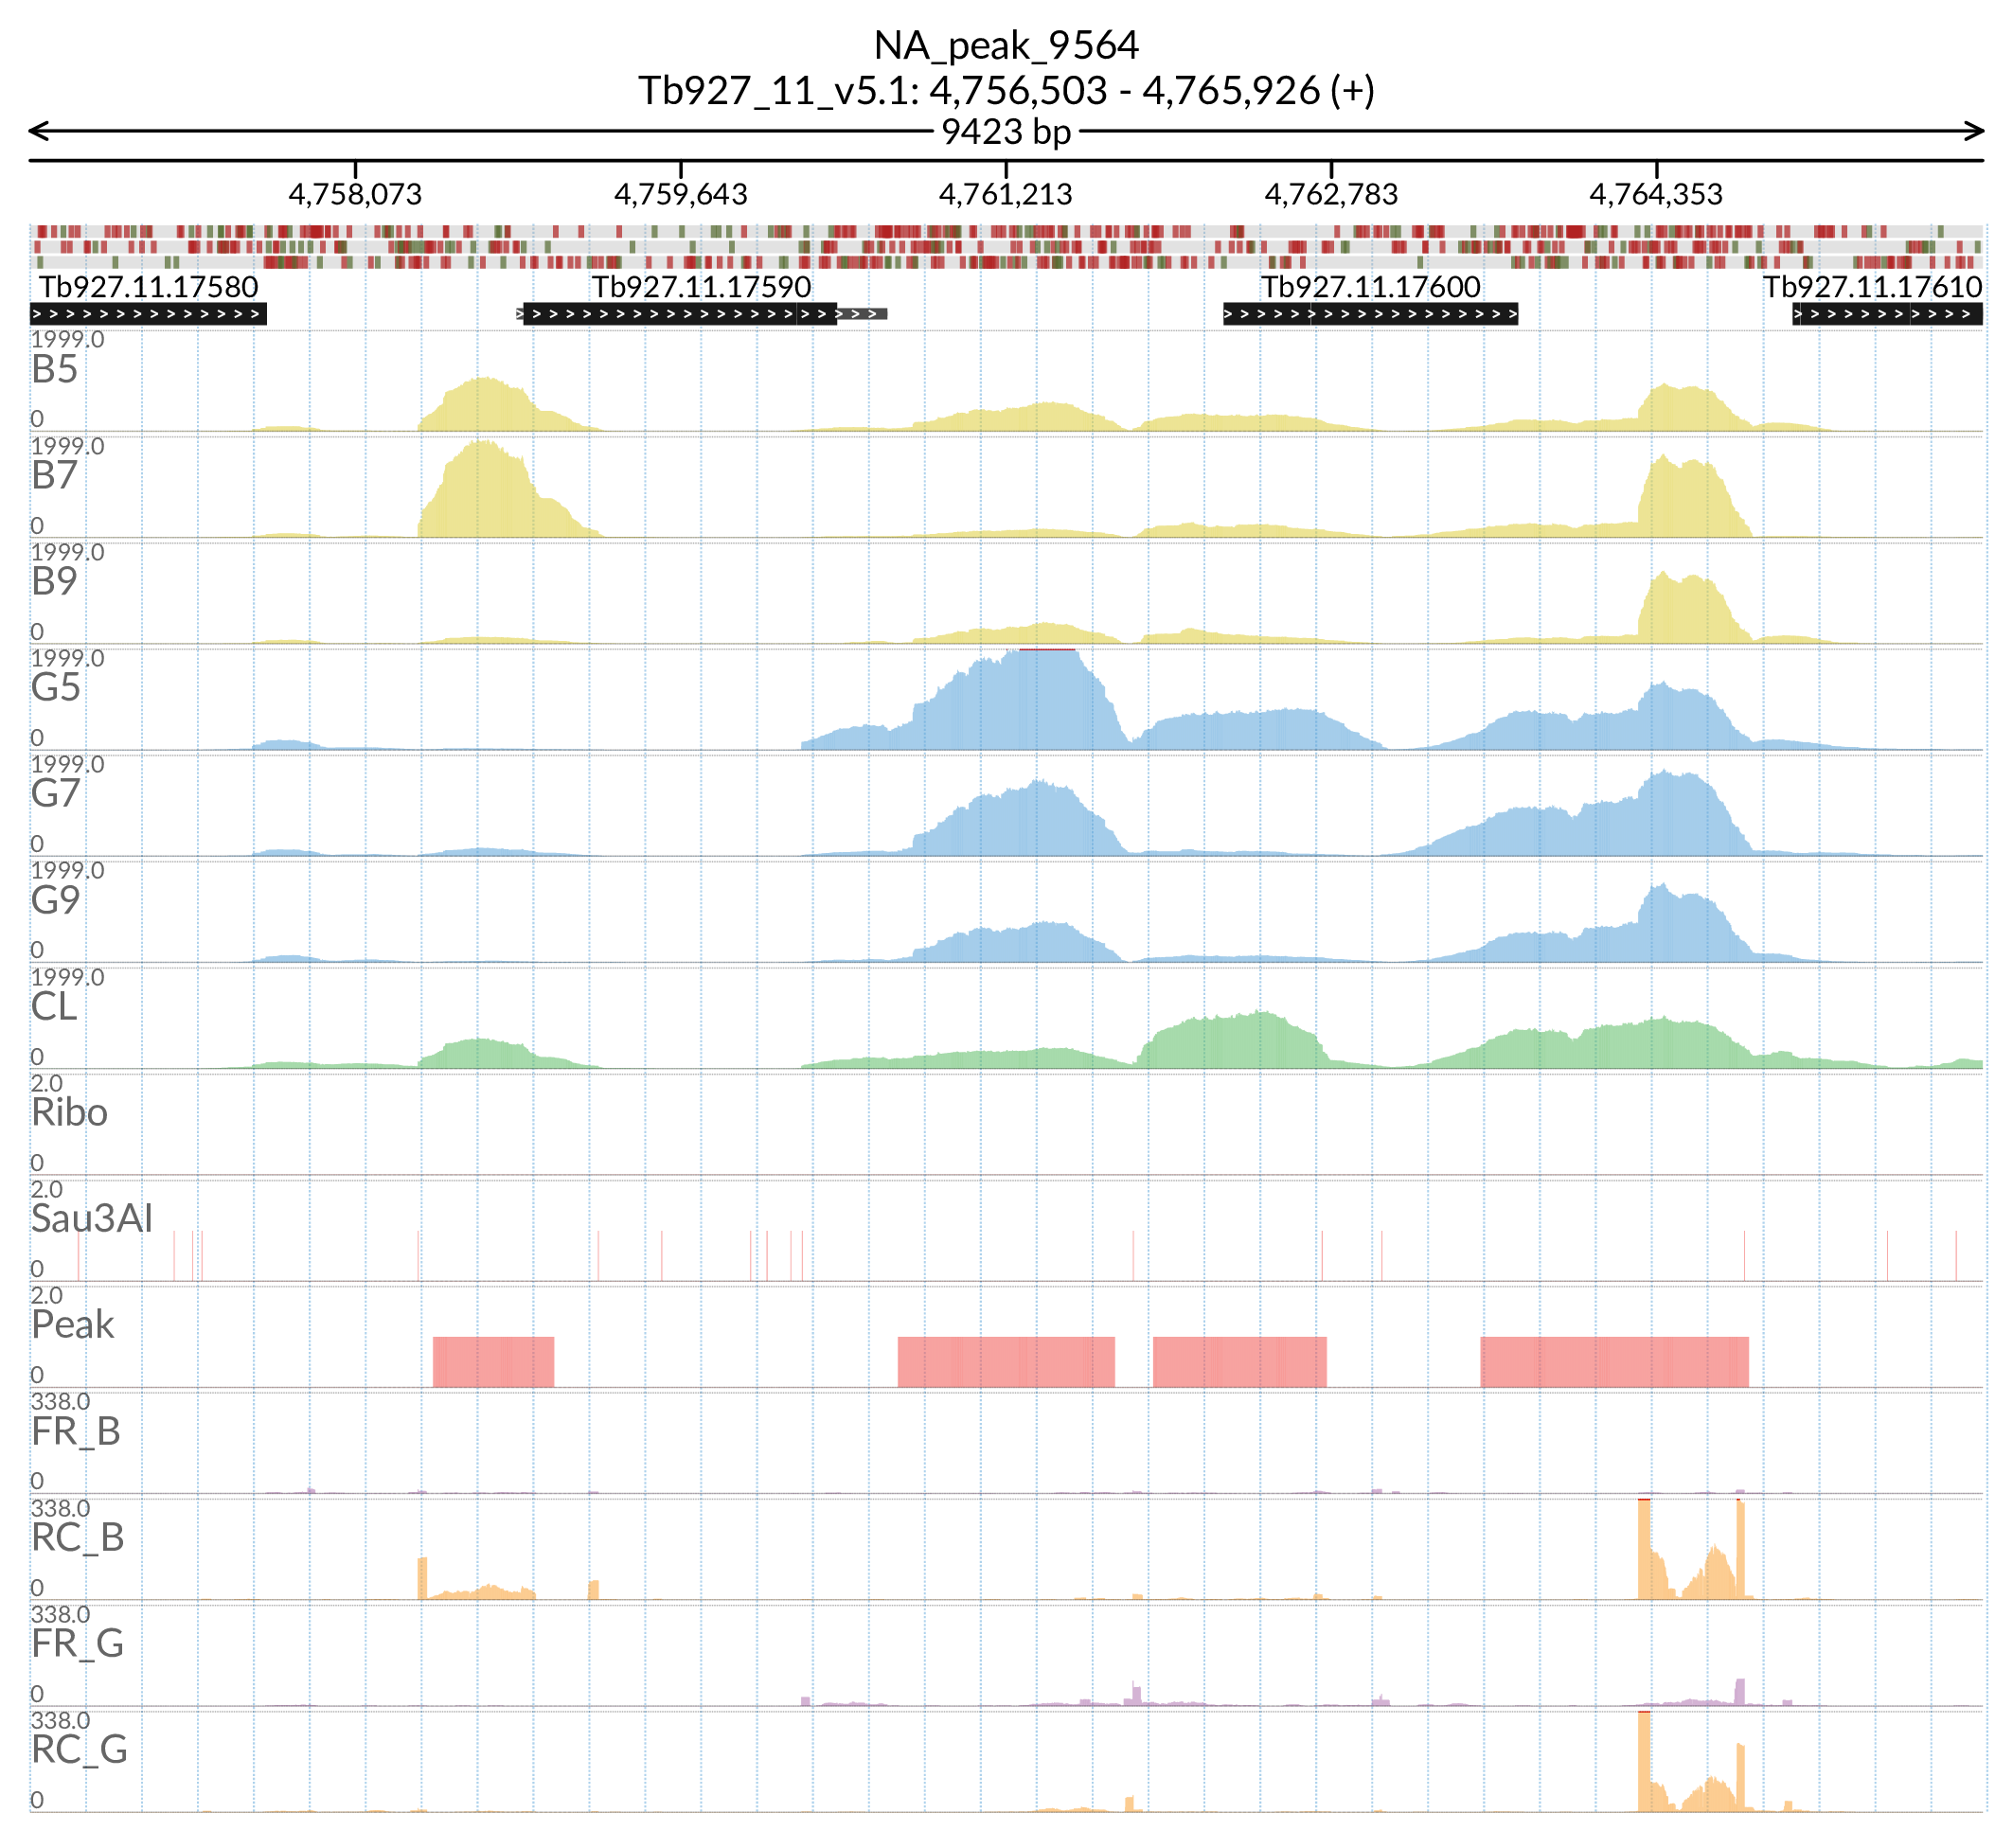 NA_peak_9564
Tb927_11_v5.1: 4,756,503 - 4,765,926 (+)
9423 bp
4,758,073 4,759,643 4,761,213 4,762,783 4,764,353
Tb927.11.17580 Tb927.11.17590 Tb927.11.17600 Tb927.11.17610
1999.0
B5
0
1999.0
B7
0
1999.0
B9
0
1999.0
G5
0
1999.0
G7
0
1999.0
G9
0
1999.0
CL
0
2.0
Ribo
0
2.0
Sau3AI
0
2.0
Peak
0
338.0
FR_B
0
338.0
RC_B
0
338.0
FR_G
0
338.0
RC_G
0